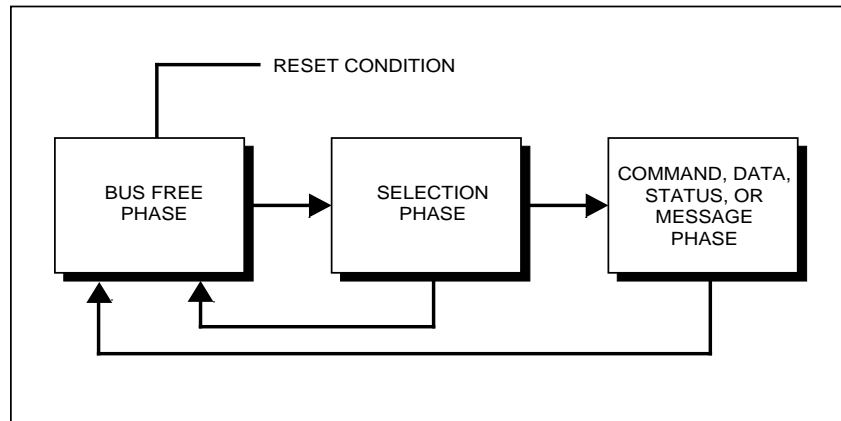 RESET CONDITION
BUS FREE
PHASE
SELECTION
PHASE
COMMAND, DATA,
STATUS, OR
MESSAGE
PHASE